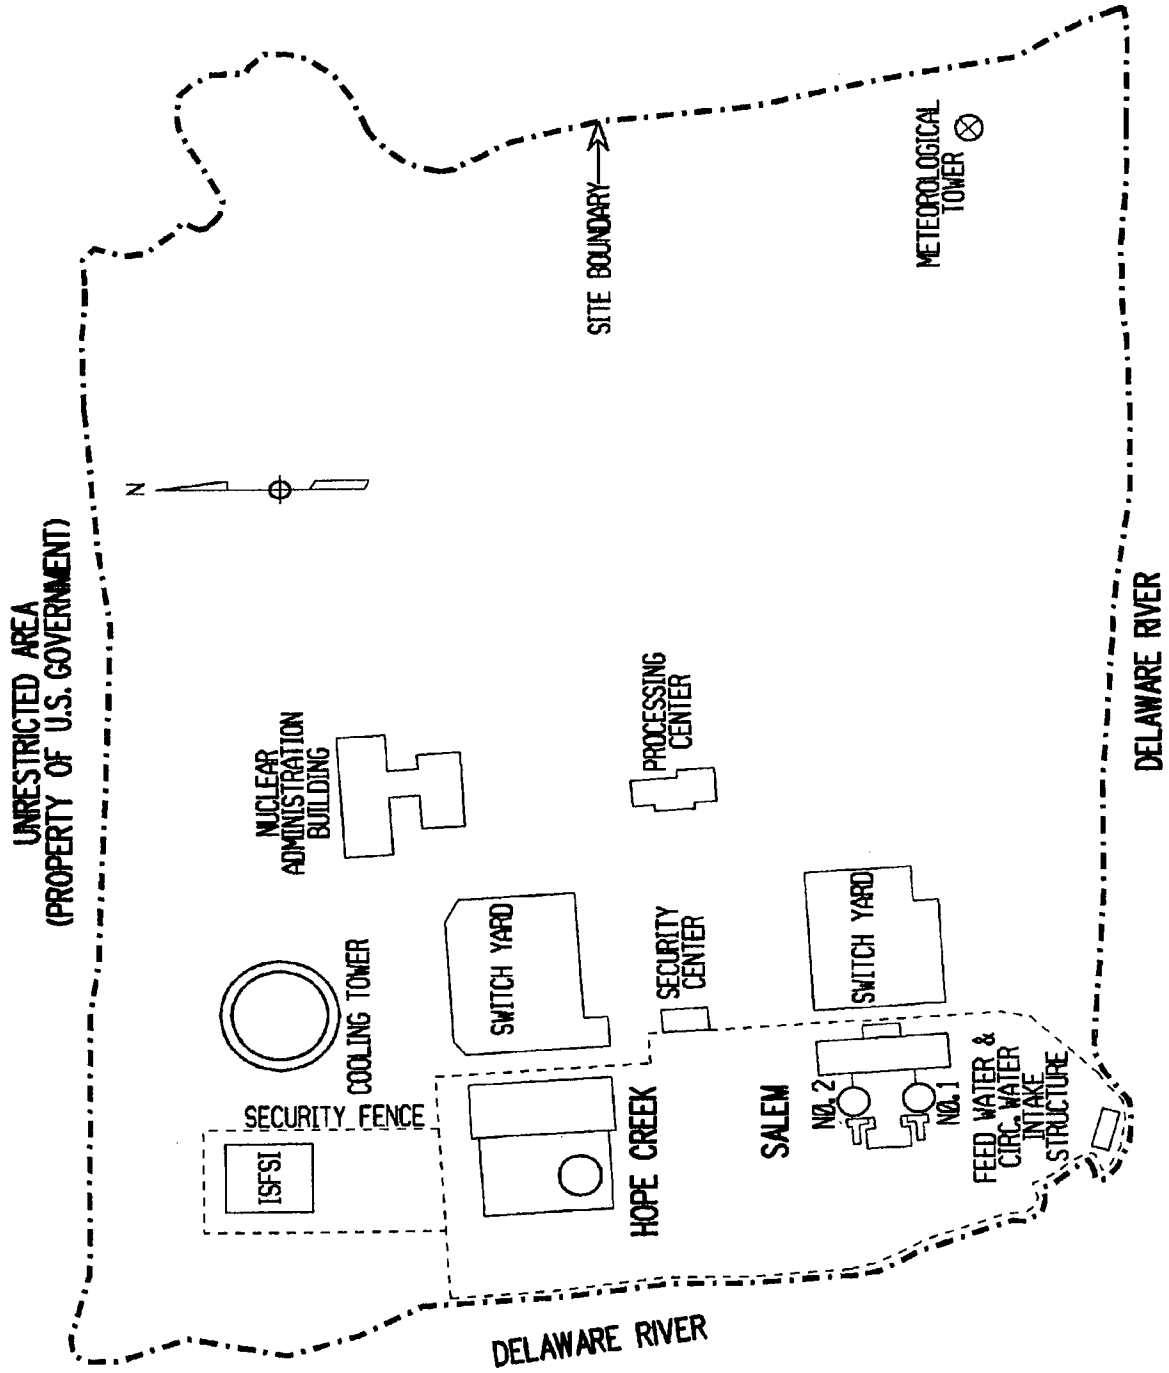 UNRESTRICTED AREA
(PROPERTY OF U.S. GOVERNMENT)
N
SITE BOUNDARY
METEOROLOGICAL
TOWER
NUCLEAR
ADMINISTRATION
BUILDING
PROCESSING
CENTER
COOLING TOWER
SWITCH YARD
SECURITY
CENTER
SWITCH YARD
SECURITY FENCE
ISFSI
HOPE CREEK
SALEM
NØ. 2
NØ. 1
FEED WATER &
CIRC. WATER
INTAKE
STRUCTURE
DELAWARE RIVER
DELAWARE RIVER